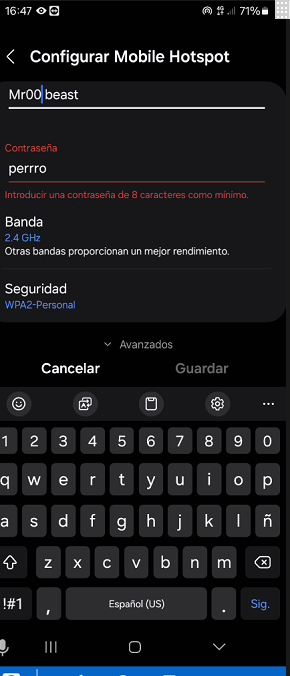 16:47 4G 71%
Configurar Mobile Hotspot
Mr00beast
Contraseña
perrro
Introducir una contraseña de 8 caracteres como mínimo.
Banda
2.4 GHz
Otras bandas proporcionan un mejor rendimiento.
Seguridad
WPA2-Personal
Avanzados
Cancelar Guardar
1 2 3 4 5 6 7 8 9 0
q w e r t y u i o p
a s d f g h j k l ñ
z x c v b n m
!#1 , Español (US) . Sig.